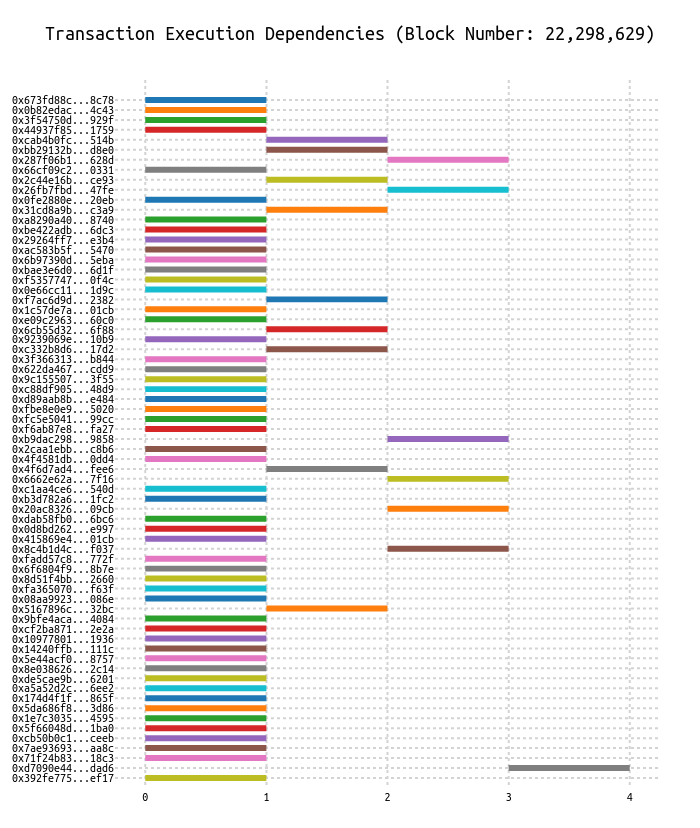 Transaction Execution Dependencies (Block Number: 22,298,629)
0x673fd88c...8c78
0x0b82edac...4c43
0x3f54750d...929f
0x44937f85...1759
0xcab4b0fc...514b
0xbb29132b...d8e0
0x287f06b1...628d
0x66cf09c2...0331
0x2c44e16b...ce93
0x26fb7fbd...47fe
0x0fe2880e...20eb
0x31cd8a9b...c3a9
0xa8290a40...8740
0xbe422adb...6dc3
0x29264ff7...e3b4
0xac583b5f...5470
0x6b97390d...5eba
0xbae3e6d0...6d1f
0xf5357747...0f4c
0x0e66cc11...1d9c
0xf7ac6d9d...2382
0x1c57de7a...01cb
0xe09c2963...60c0
0x6cb55d32...6f88
0x9239069e...10b9
0xc332b8d6...17d2
0x3f366313...b844
0x622da467...cdd9
0x9c155507...3f55
0xc88df905...48d9
0xd89aab8b...e484
0xfbe8e0e9...5020
0xfc5e5041...99cc
0xf6ab87e8...fa27
0xb9dac298...9858
0x2caa1ebb...c8b6
0x4f4581db...0dd4
0x4f6d7ad4...fee6
0x6662e62a...7f16
0xc1aa4ce6...540d
0xb3d782a6...1fc2
0x20ac8326...09cb
0xdab58fb0...6bc6
0x0d8bd262...e997
0x415869e4...01cb
0x8c4b1d4c...f037
0xfadd57c8...772f
0x6f6804f9...8b7e
0x8d51f4bb...2660
0xfa365070...f63f
0x08aa9923...086e
0x5167896c...32bc
0x9bfe4aca...4084
0xcf2ba871...2e2a
0x10977801...1936
0x14240ffb...111c
0x5e44acf0...8757
0x8e038626...2c14
0xde5cae9b...6201
0xa5a52d2c...6ee2
0x174d4f1f...865f
0x5da686f8...3d86
0x1e7c3035...4595
0x5f66048d...1ba0
0xcb50b0c1...ceeb
0x7ae93693...aa8c
0x71f24b83...18c3
0xd7090e44...dad6
0x392fe775...ef17
0 1 2 3 4